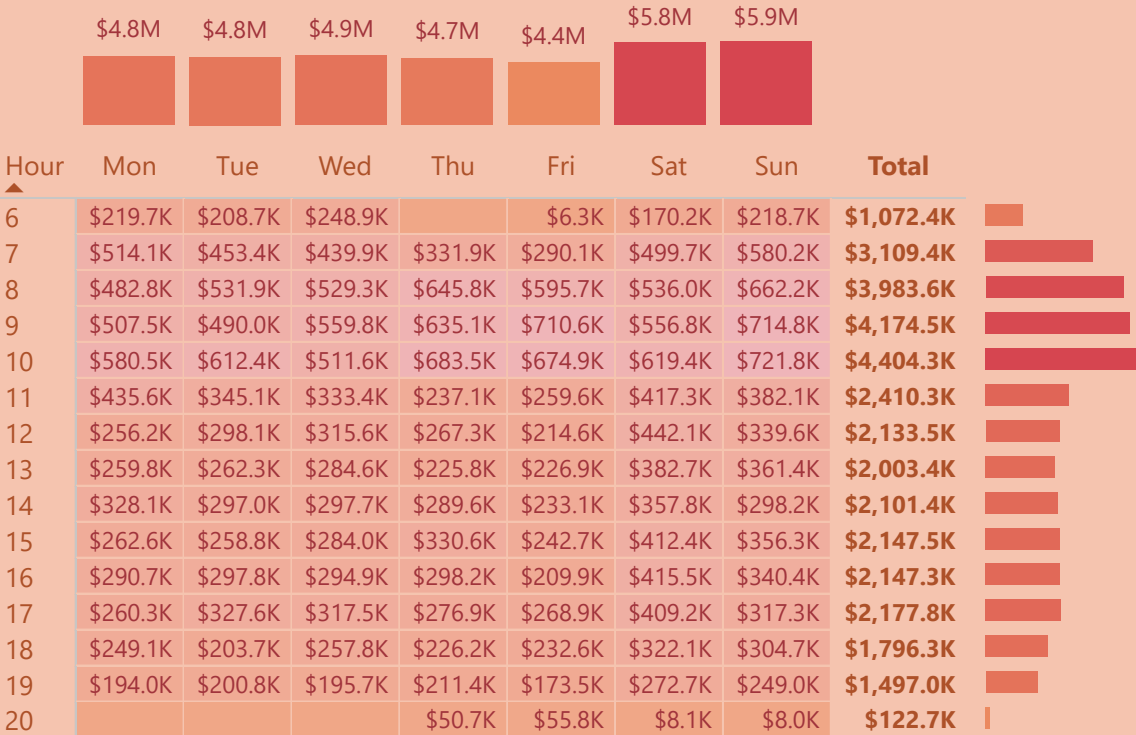 $4.8M $4.8M $4.9M $4.7M $4.4M $5.8M $5.9M
Hour Mon Tue Wed Thu Fri Sat Sun Total
6 $219.7K $208.7K $248.9K $6.3K $170.2K $218.7K $1,072.4K
7 $514.1K $453.4K $439.9K $331.9K $290.1K $499.7K $580.2K $3,109.4K
8 $482.8K $531.9K $529.3K $645.8K $595.7K $536.0K $662.2K $3,983.6K
9 $507.5K $490.0K $559.8K $635.1K $710.6K $556.8K $714.8K $4,174.5K
10 $580.5K $612.4K $511.6K $683.5K $674.9K $619.4K $721.8K $4,404.3K
11 $435.6K $345.1K $333.4K $237.1K $259.6K $417.3K $382.1K $2,410.3K
12 $256.2K $298.1K $315.6K $267.3K $214.6K $442.1K $339.6K $2,133.5K
13 $259.8K $262.3K $284.6K $225.8K $226.9K $382.7K $361.4K $2,003.4K
14 $328.1K $297.0K $297.7K $289.6K $233.1K $357.8K $298.2K $2,101.4K
15 $262.6K $258.8K $284.0K $330.6K $242.7K $412.4K $356.3K $2,147.5K
16 $290.7K $297.8K $294.9K $298.2K $209.9K $415.5K $340.4K $2,147.3K
17 $260.3K $327.6K $317.5K $276.9K $268.9K $409.2K $317.3K $2,177.8K
18 $249.1K $203.7K $257.8K $226.2K $232.6K $322.1K $304.7K $1,796.3K
19 $194.0K $200.8K $195.7K $211.4K $173.5K $272.7K $249.0K $1,497.0K
20 $50.7K $55.8K $8.1K $8.0K $122.7K